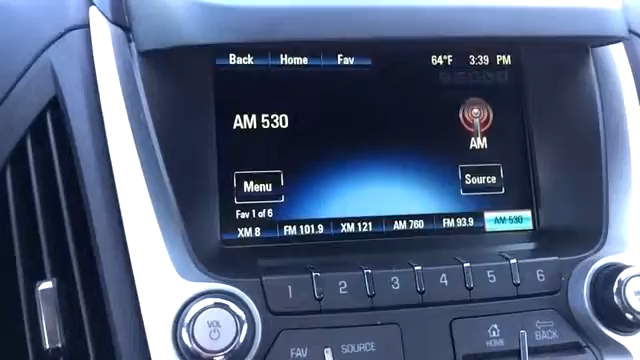 Back Home Fav 64°F 3:39 PM
AM 530
AM
Menu
Source
Fav 1 of 6
XM 8 FM 101.9 XM 121 AM 760 FM 93.9 AM 530
1 2 3 4 5 6
VOL
FAV SOURCE
HOME
BACK